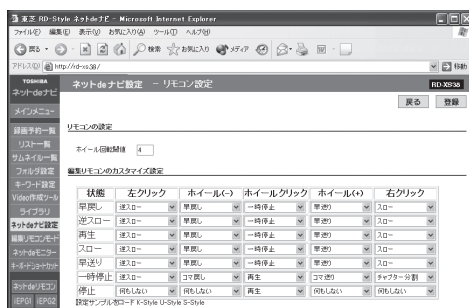 東芝 RD-Style ネットdeナビ - Microsoft Internet Explorer
ファイル(F) 編集(E) 表示(V) お気に入り(A) ツール(T) ヘルプ(H)
戻る 検索 お気に入り メディア
アドレス(D) http://rd-xs38/ 移動
TOSHIBA
ネットdeナビ
ネットdeナビ設定 - リモコン設定 RD-XS38
戻る 登録
メインメニュー
録画予約一覧
リスト一覧
サムネイル一覧
フォルダ設定
キーワード設定
Video作成ツール
ライブラリ
ネットdeナビ設定
編集リモコンモード
ネットdeモニター
キーボードショートカット
ネットdeリモコン
iEPG1 iEPG2
リモコンの設定
ホイール回転閾値 4
編集リモコンのカスタマイズ設定
状態 左クリック ホイール(-) ホイールクリック ホイール(+) 右クリック
早戻し 逆スロー 早戻し 一時停止 早送り スロー
逆スロー 逆スロー 早戻し 一時停止 早送り スロー
再生 逆スロー 早戻し 一時停止 早送り スロー
スロー 逆スロー 早戻し 一時停止 早送り スロー
早送り 逆スロー 早戻し 一時停止 早送り スロー
一時停止 逆スロー コマ戻し 再生 コマ送り チャプター分割
停止 何もしない 何もしない 再生 何もしない 何もしない
設定サンプルをロード K-Style U-Style S-Style